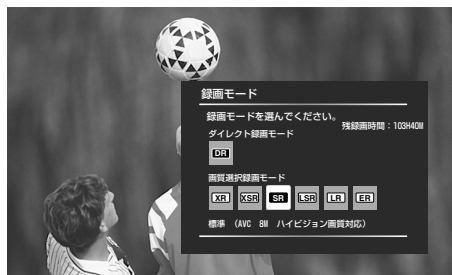 録画モード
録画モードを選んでください。
残録画時間：103H40M
ダイレクト録画モード
DR
画質選択録画モード
XR XSR SR LSR LR ER
標準 （AVC 8M ハイビジョン画質対応）